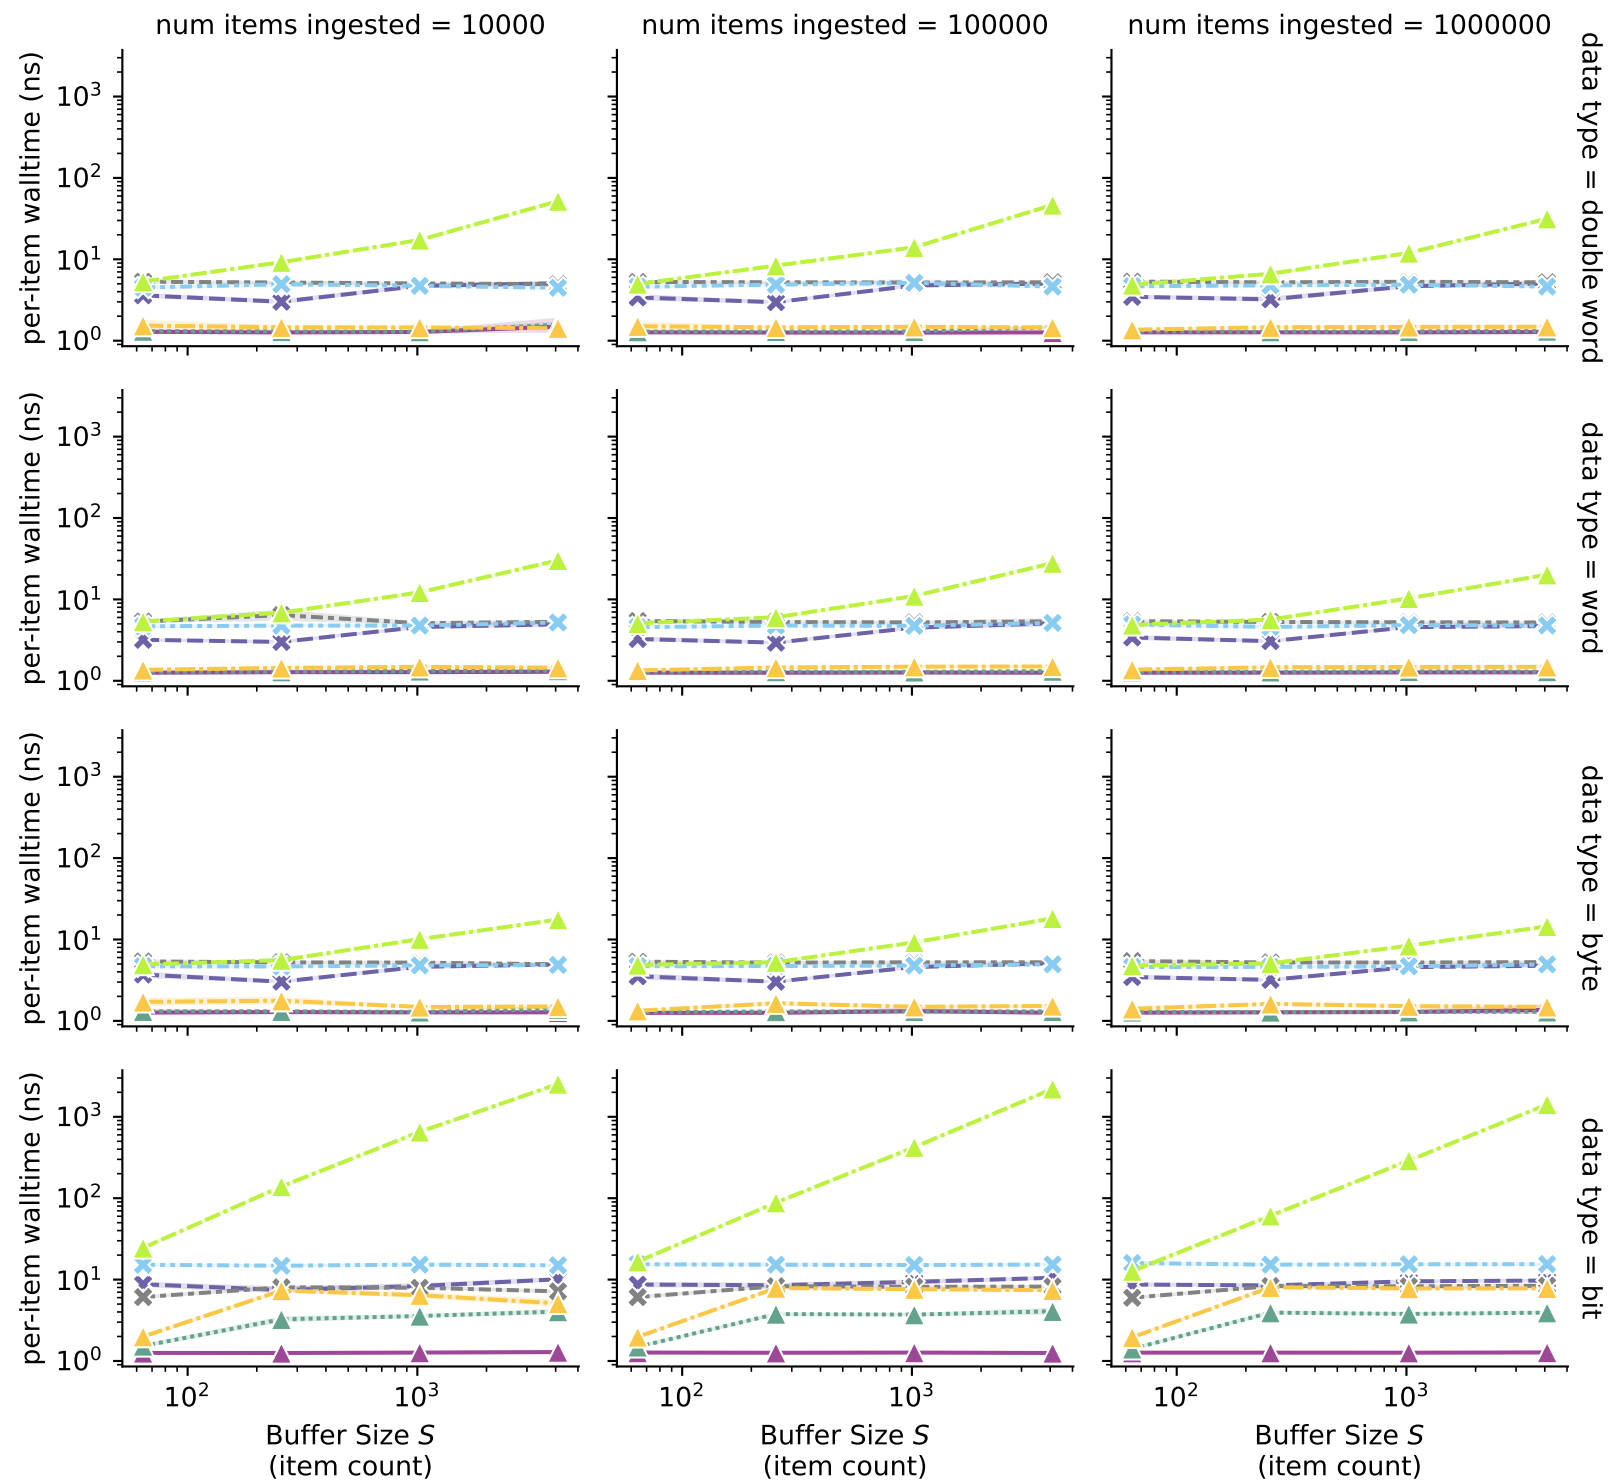 num items ingested = 10000
num items ingested = 100000
num items ingested = 1000000
per-item walltime (ns)
10³
10²
10¹
10⁰
data type = double word
per-item walltime (ns)
10³
10²
10¹
10⁰
data type = word
per-item walltime (ns)
10³
10²
10¹
10⁰
data type = byte
per-item walltime (ns)
10³
10²
10¹
10⁰
data type = bit
10² 10³
10² 10³
10² 10³
Buffer Size S
(item count)
Buffer Size S
(item count)
Buffer Size S
(item count)